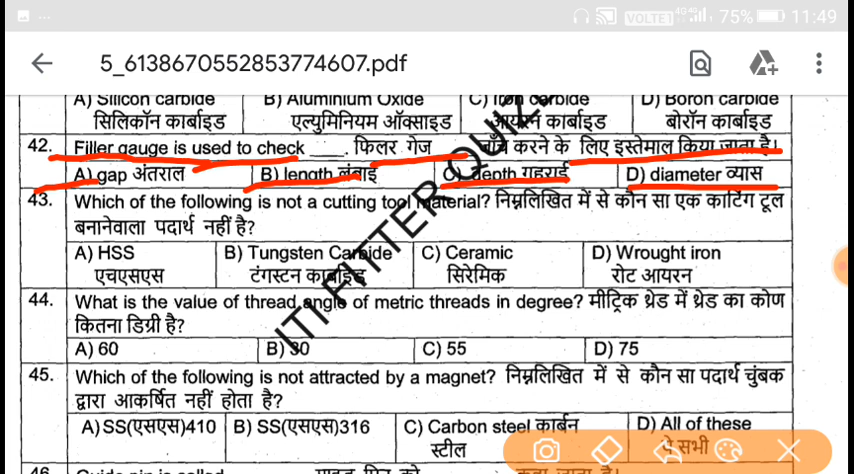 VOLTE1 4G 4G 75% 11:49
5_6138670552853774607.pdf
A) Silicon carbide B) Aluminium Oxide C) Iron carbide D) Boron carbide
सिलिकॉन कार्बाइड एल्युमिनियम ऑक्साइड आयरन कार्बाइड बोरॉन कार्बाइड
42. Filler gauge is used to check ____. फिलर गेज ____ जाँच करने के लिए इस्तेमाल किया जाता है।
A) gap अंतराल B) length लंबाई C) depth गहराई D) diameter व्यास
43. Which of the following is not a cutting tool material? निम्नलिखित में से कौन सा एक कार्टिंग टूल
बनानेवाला पदार्थ नहीं है?
A) HSS B) Tungsten Carbide C) Ceramic D) Wrought iron
एचएसएस टंगस्टन कार्बाइड सिरेमिक रोट आयरन
44. What is the value of thread angle of metric threads in degree? मीट्रिक थ्रेड में थ्रेड का कोण
कितना डिग्री है?
A) 60 B) 30 C) 55 D) 75
45. Which of the following is not attracted by a magnet? निम्नलिखित में से कौन सा पदार्थ चुंबक
द्वारा आकर्षित नहीं होता है?
A) SS(एसएस)410 B) SS(एसएस)316 C) Carbon steel कार्बन D) All of these
स्टील ये सभी
ITI FITTER QUIZ